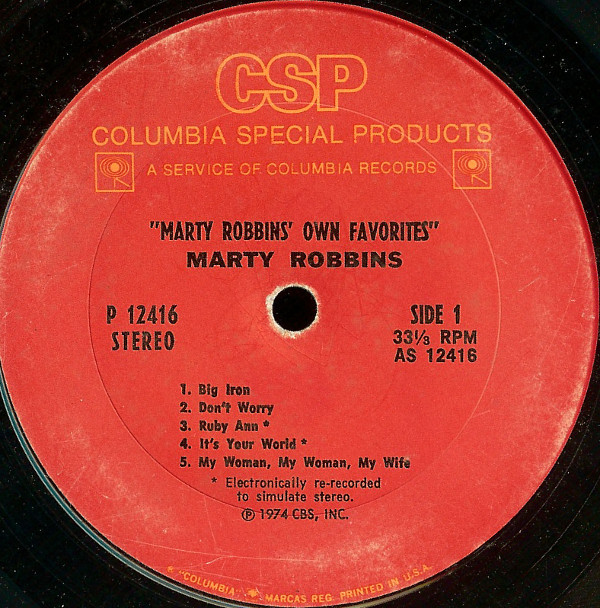 CSP
COLUMBIA SPECIAL PRODUCTS
A SERVICE OF COLUMBIA RECORDS
"MARTY ROBBINS' OWN FAVORITES"
MARTY ROBBINS
P 12416
STEREO
SIDE 1
33⅓ RPM
AS 12416
1. Big Iron
2. Don't Worry
3. Ruby Ann *
4. It's Your World *
5. My Woman, My Woman, My Wife
* Electronically re-recorded
to simulate stereo.
Ⓟ 1974 CBS, INC.
® "COLUMBIA" MARCAS REG. PRINTED IN U.S.A.